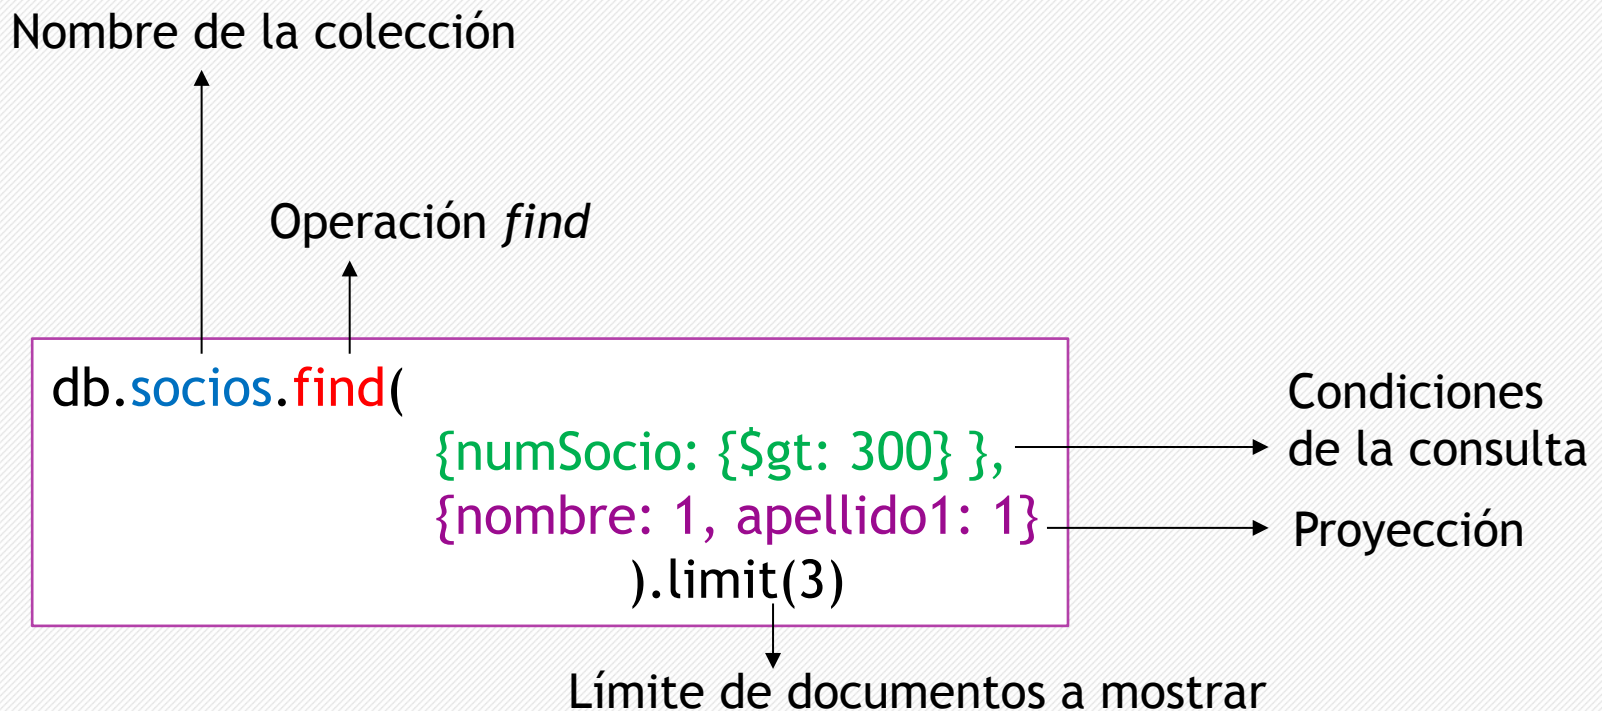 Nombre de la colección
Operación find
db.socios.find(
{numSocio: {$gt: 300} },
{nombre: 1, apellido1: 1}
).limit(3)
Condiciones
de la consulta
Proyección
Límite de documentos a mostrar